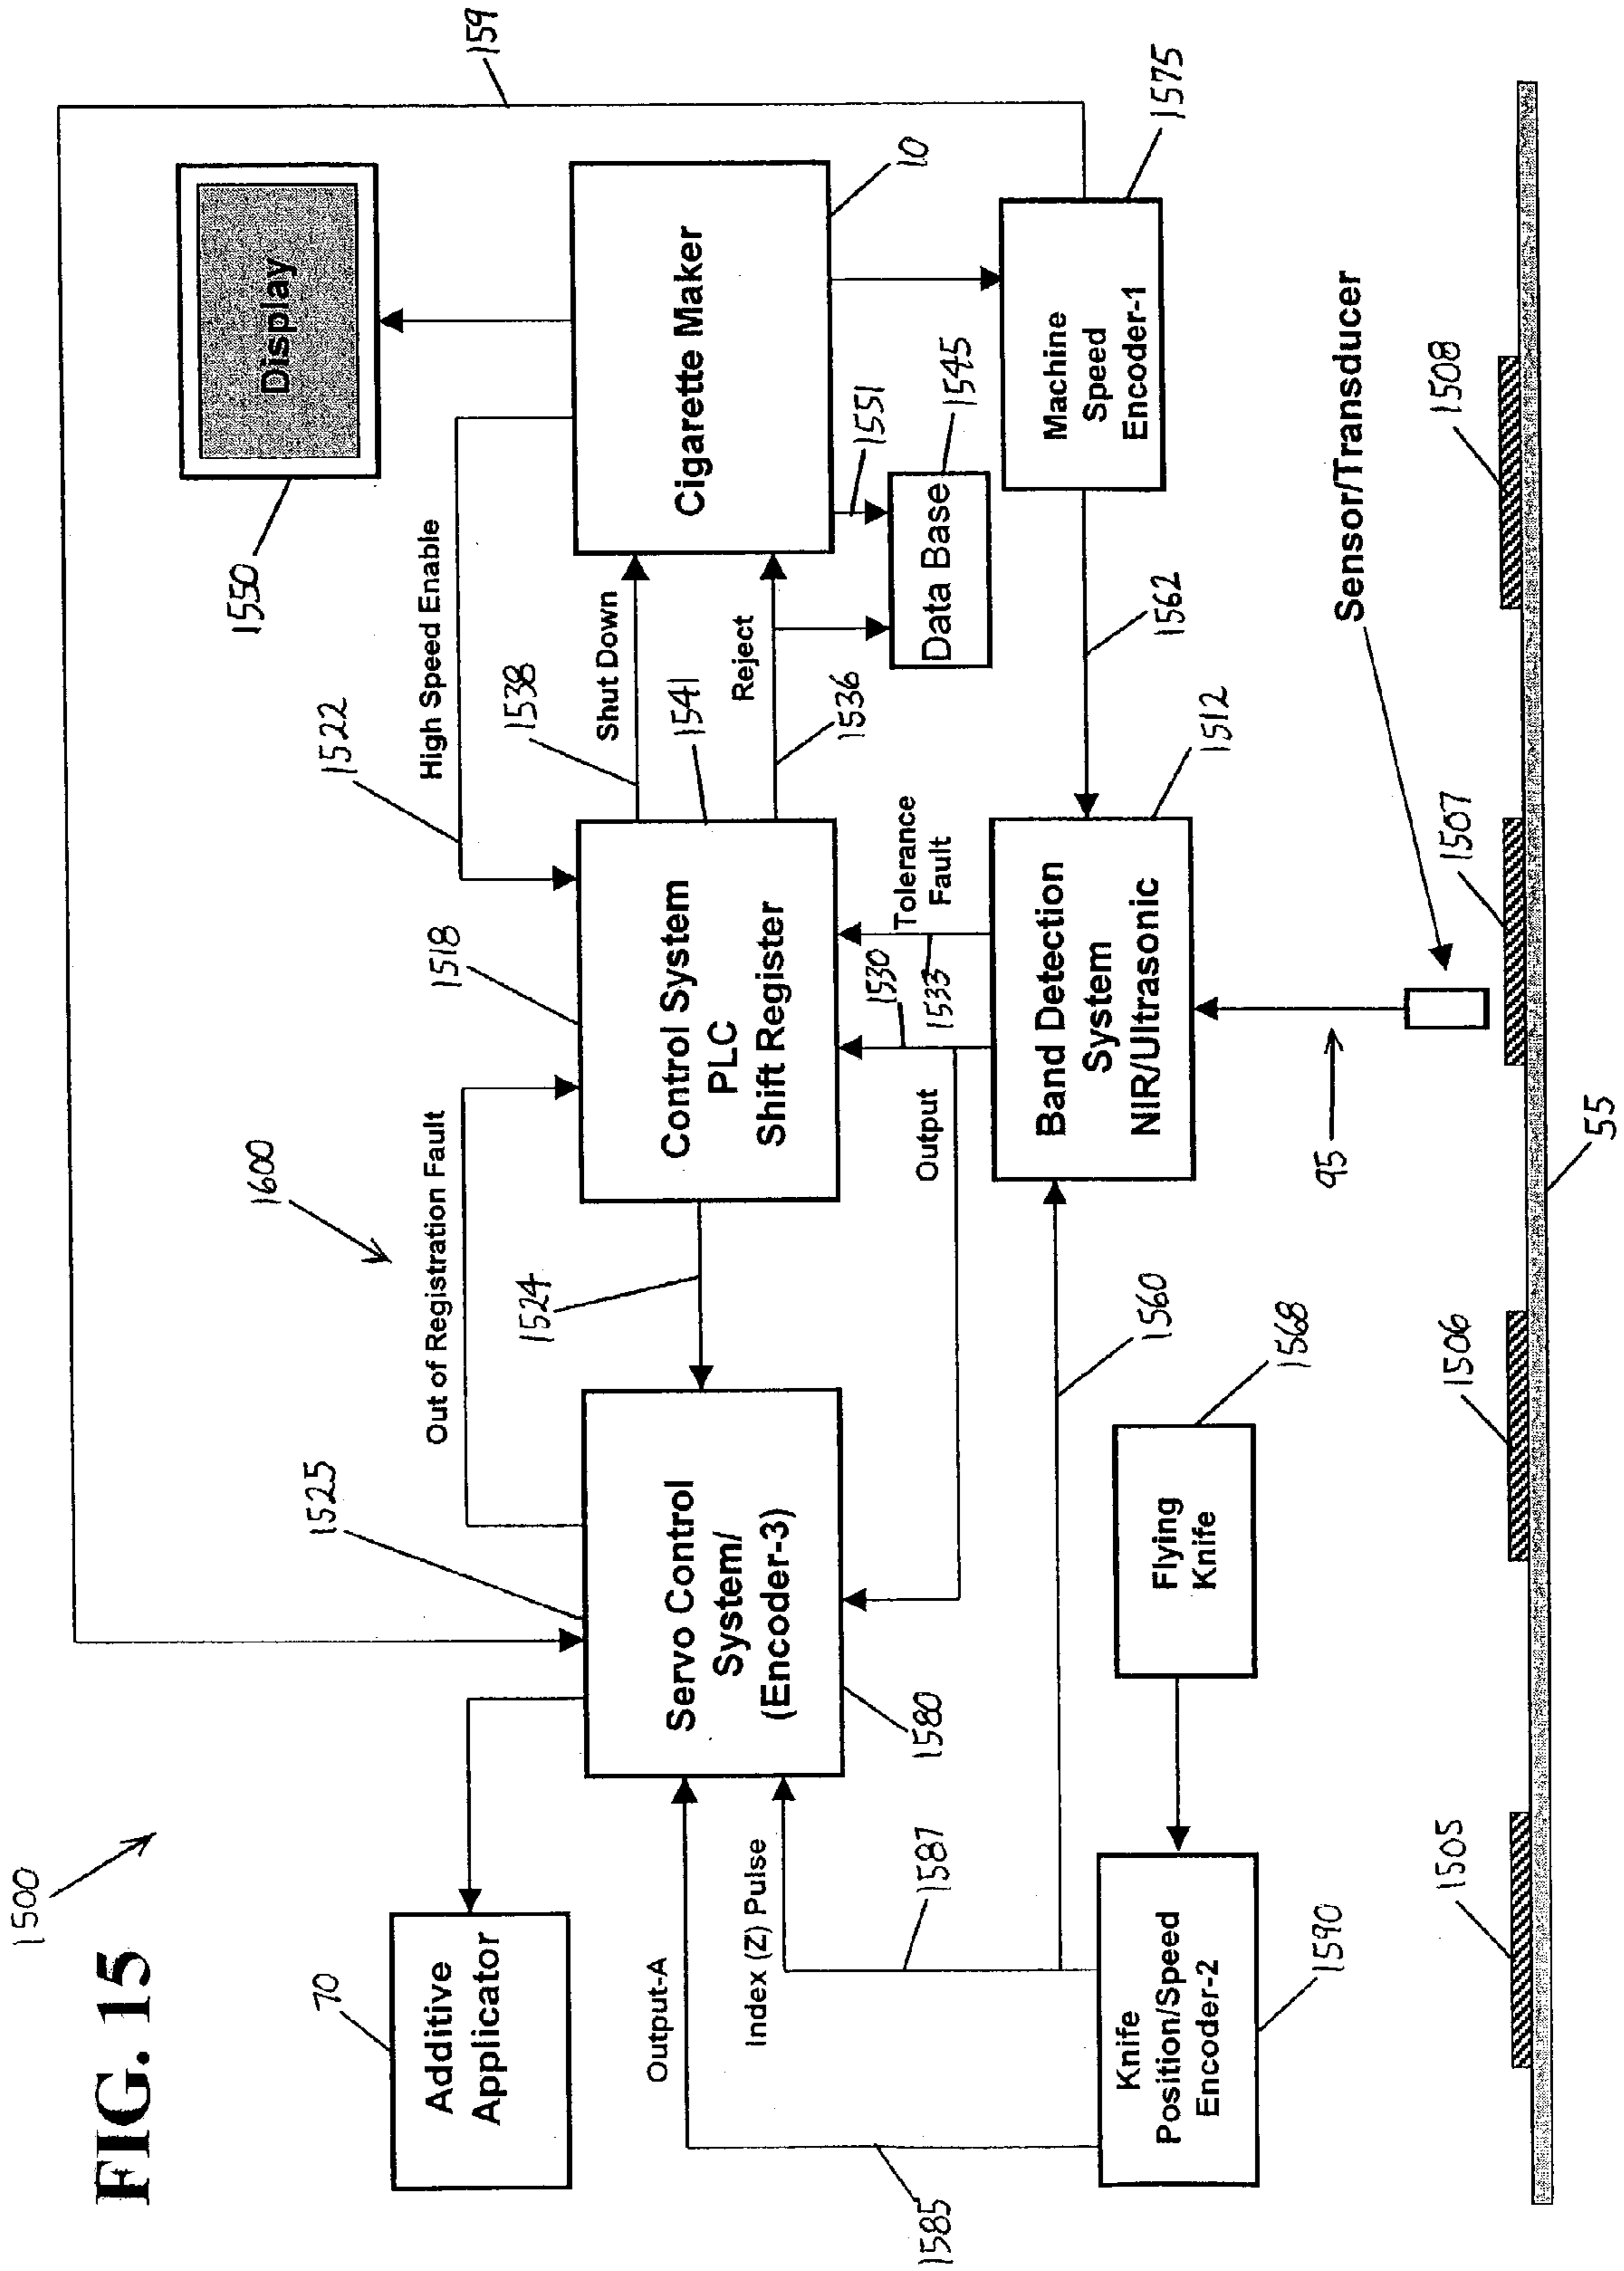 FIG. 15
1500
159
70
Additive
Applicator
1525
Out of Registration Fault
1600
1518
1522
High Speed Enable
1550
Display
Output-A
Index (Z) Pulse
Servo Control
System/
(Encoder-3)
1580
1524
Control System
PLC
Shift Register
1538
Shut Down
1541
Reject
1536
Cigarette Maker
10
1551
Data Base
1545
1585
1587
Output
1530
1533
Tolerance
Fault
Knife
Position/Speed
Encoder-2
1590
Flying
Knife
1568
1560
Band Detection
System
NIR/Ultrasonic
1512
1562
Machine
Speed
Encoder-1
1575
95
Sensor/Transducer
1505
1506
1507
1508
55